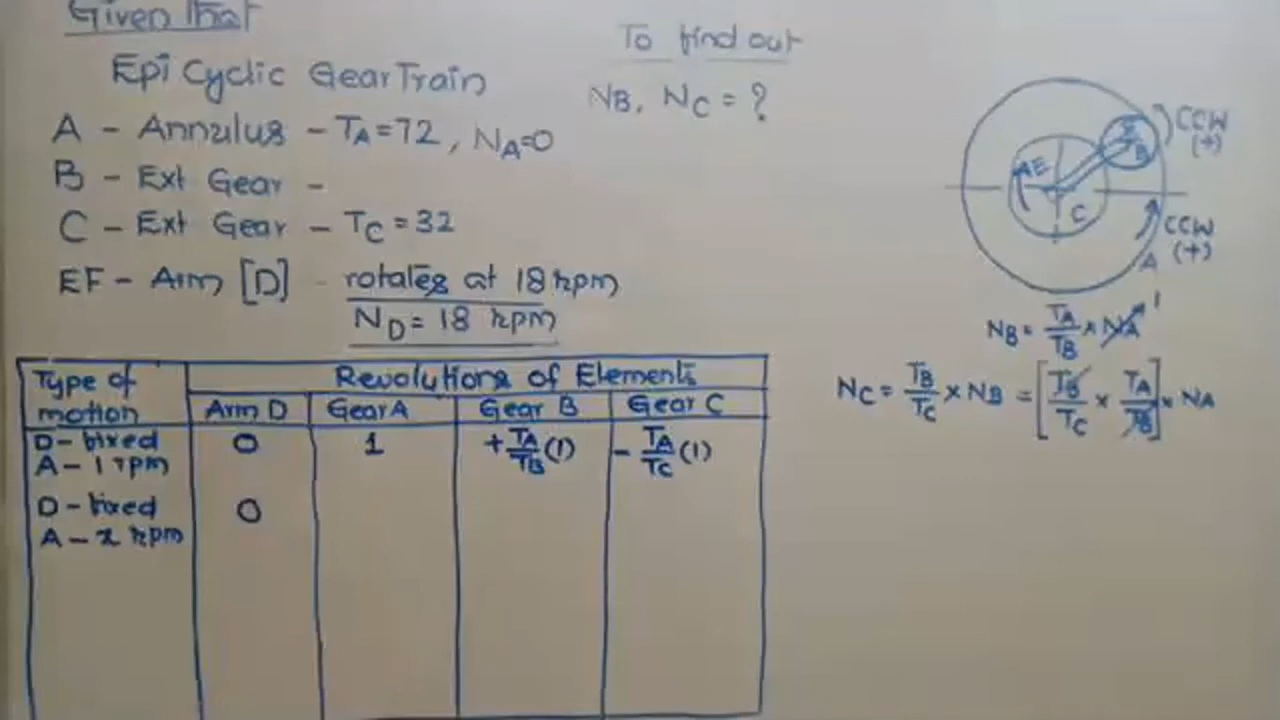 Given that
To find out
Epi Cyclic Gear Train
NB, NC = ?
A - Annulus - TA = 72, NA=0
B - Ext Gear -
C - Ext Gear - TC = 32
EF - Arm [D] - rotates at 18 rpm
ND = 18 rpm
CCW
(+)
B
E
C
CCW
(+)
A
NB = TA/TB × NA 1
NC = TB/TC × NB = [TB/TC × TA/TB] × NA
Type of motion
Revolutions of Elements
Arm D
Gear A
Gear B
Gear C
D - fixed
A - 1 rpm
0
1
+ TA/TB (1)
- TA/TC (1)
D - fixed
A - x rpm
0